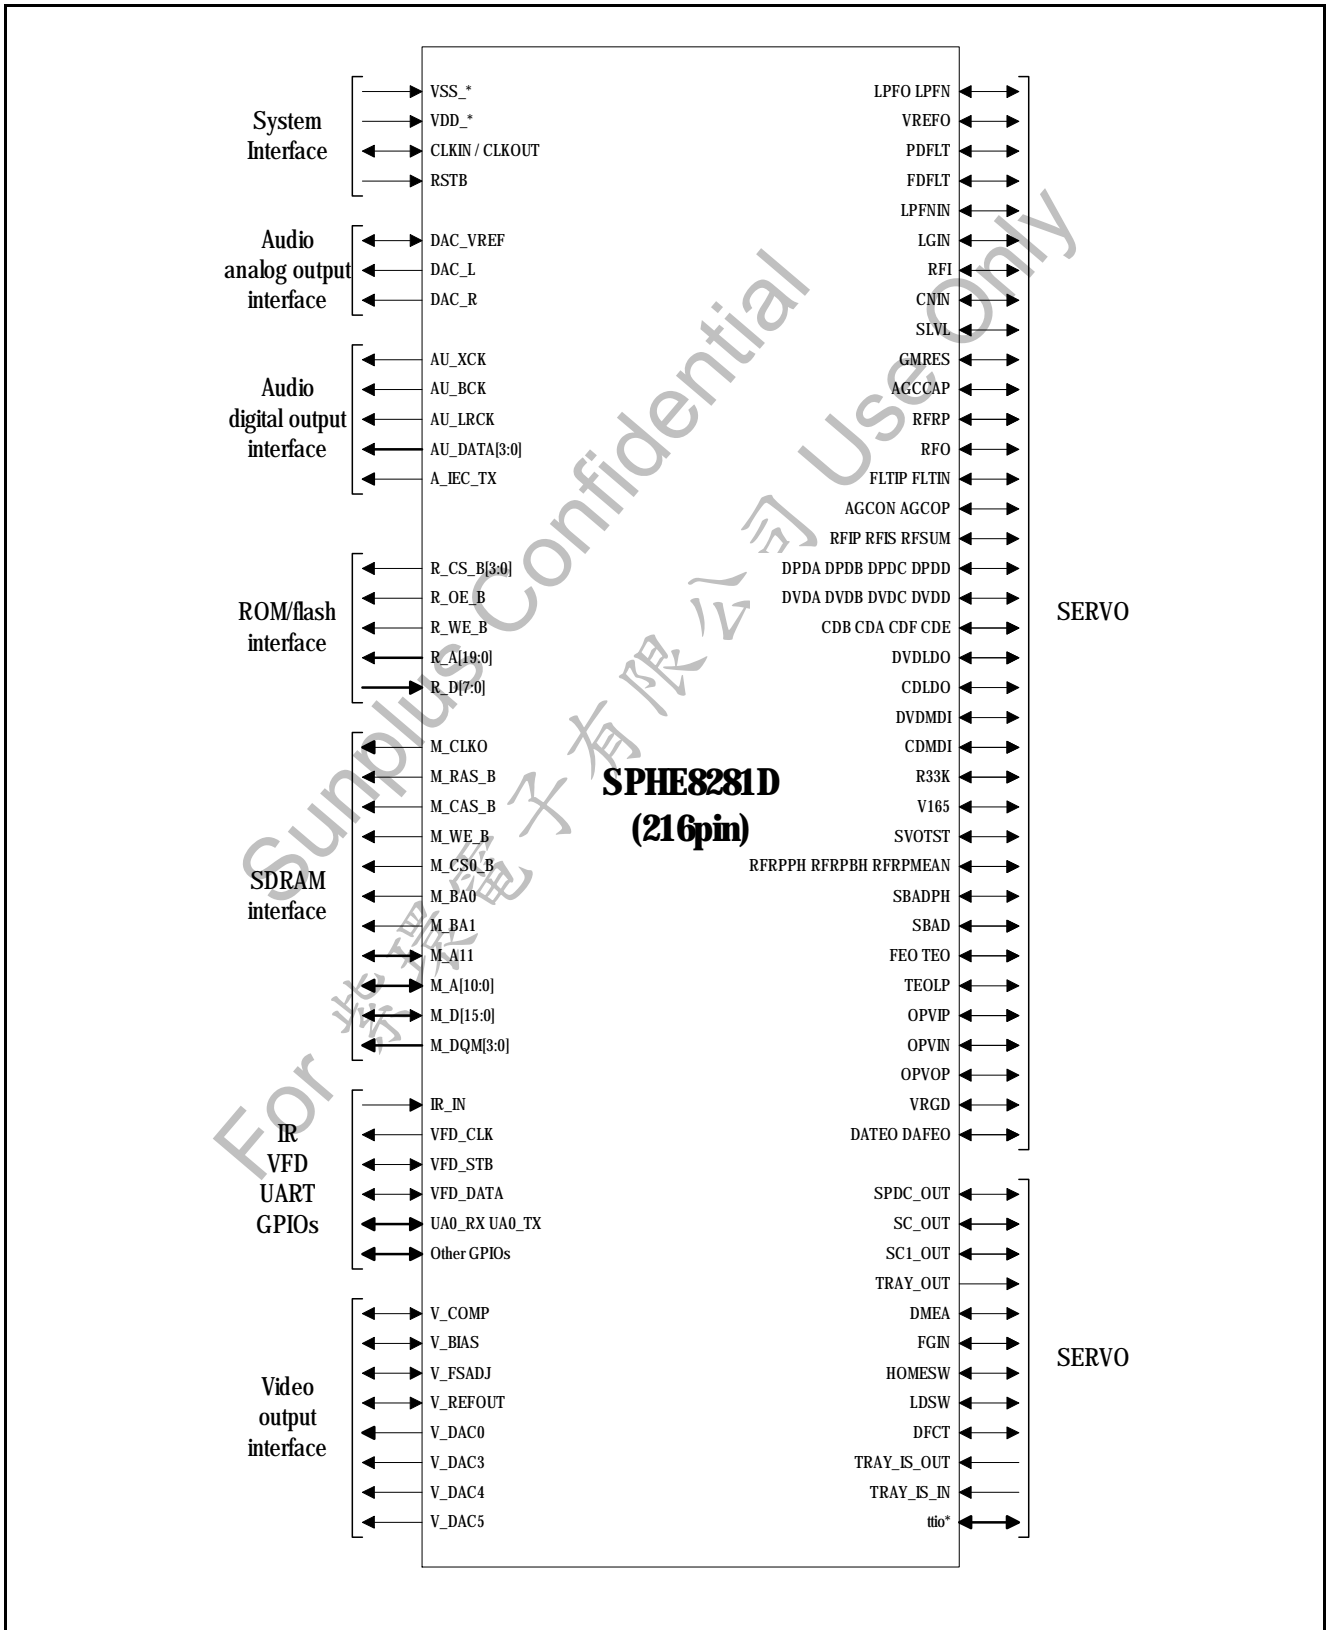 System
Interface
VSS_*
VDD_*
CLKIN / CLKOUT
RSTB
Audio
analog output
interface
DAC_VREF
DAC_L
DAC_R
Audio
digital output
interface
AU_XCK
AU_BCK
AU_LRCK
AU_DATA[3:0]
A_IEC_TX
ROM/flash
interface
R_CS_B[3:0]
R_OE_B
R_WE_B
R_A[19:0]
R_D[7:0]
SDRAM
interface
M_CLKO
M_RAS_B
M_CAS_B
M_WE_B
M_CS0_B
M_BA0
M_BA1
M_A11
M_A[10:0]
M_D[15:0]
M_DQM[3:0]
IR
VFD
UART
GPIOs
IR_IN
VFD_CLK
VFD_STB
VFD_DATA
UA0_RX UA0_TX
Other GPIOs
Video
output
interface
V_COMP
V_BIAS
V_FSADJ
V_REFOUT
V_DAC0
V_DAC3
V_DAC4
V_DAC5
SPHE8281D
(216pin)
LPFO LPFN
VREFO
PDFLT
FDFLT
LPFNIN
LGIN
RFI
CNIN
SLVL
GMRES
AGCCAP
RFRP
RFO
FLTIP FLTIN
AGCON AGCOP
RFIP RFIS RFSUM
DPDA DPDB DPDC DPDD
DVDA DVDB DVDC DVDD
CDB CDA CDF CDE
DVDLDO
CDLDO
DVDMDI
CDMDI
R33K
V165
SVOTST
RFRPPH RFRPBH RFRPMEAN
SBADPH
SBAD
FEO TEO
TEOLP
OPVIP
OPVIN
OPVOP
VRGD
DATEO DAFEO
SERVO
SPDC_OUT
SC_OUT
SC1_OUT
TRAY_OUT
DMEA
FGIN
HOMESW
LDSW
DFCT
TRAY_IS_OUT
TRAY_IS_IN
ttio*
SERVO
Sunplus Confidential
For 紫環電子有限公司 Use Only